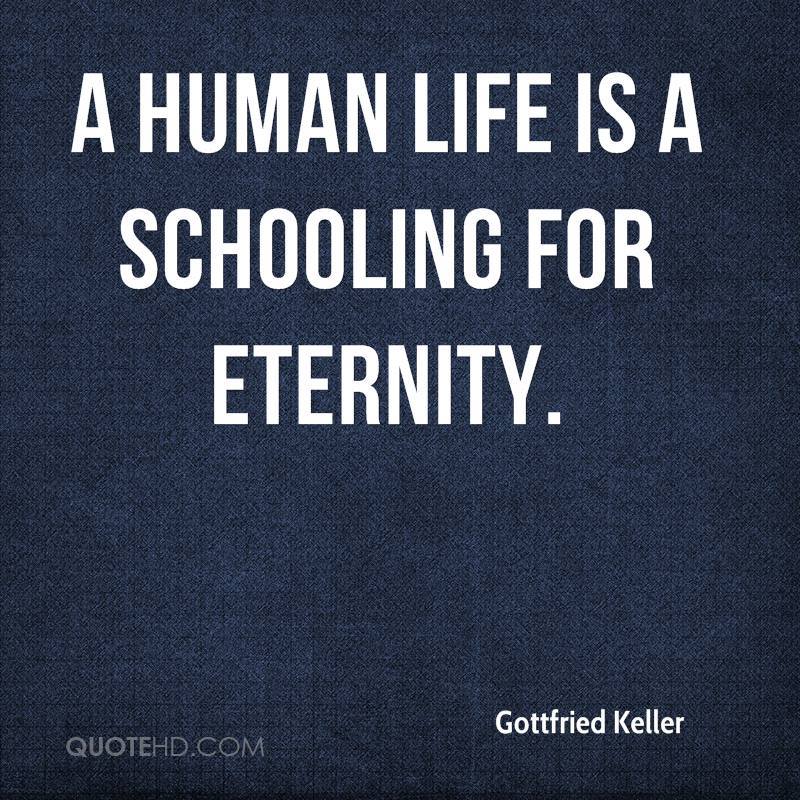 A HUMAN LIFE IS A
SCHOOLING FOR
ETERNITY.
Gottfried Keller
QUOTEHD.COM